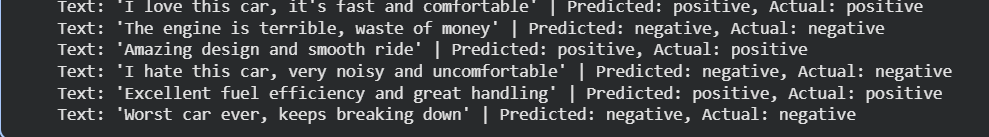 Text: 'I love this car, it's fast and comfortable' | Predicted: positive, Actual: positive
Text: 'The engine is terrible, waste of money' | Predicted: negative, Actual: negative
Text: 'Amazing design and smooth ride' | Predicted: positive, Actual: positive
Text: 'I hate this car, very noisy and uncomfortable' | Predicted: negative, Actual: negative
Text: 'Excellent fuel efficiency and great handling' | Predicted: positive, Actual: positive
Text: 'Worst car ever, keeps breaking down' | Predicted: negative, Actual: negative